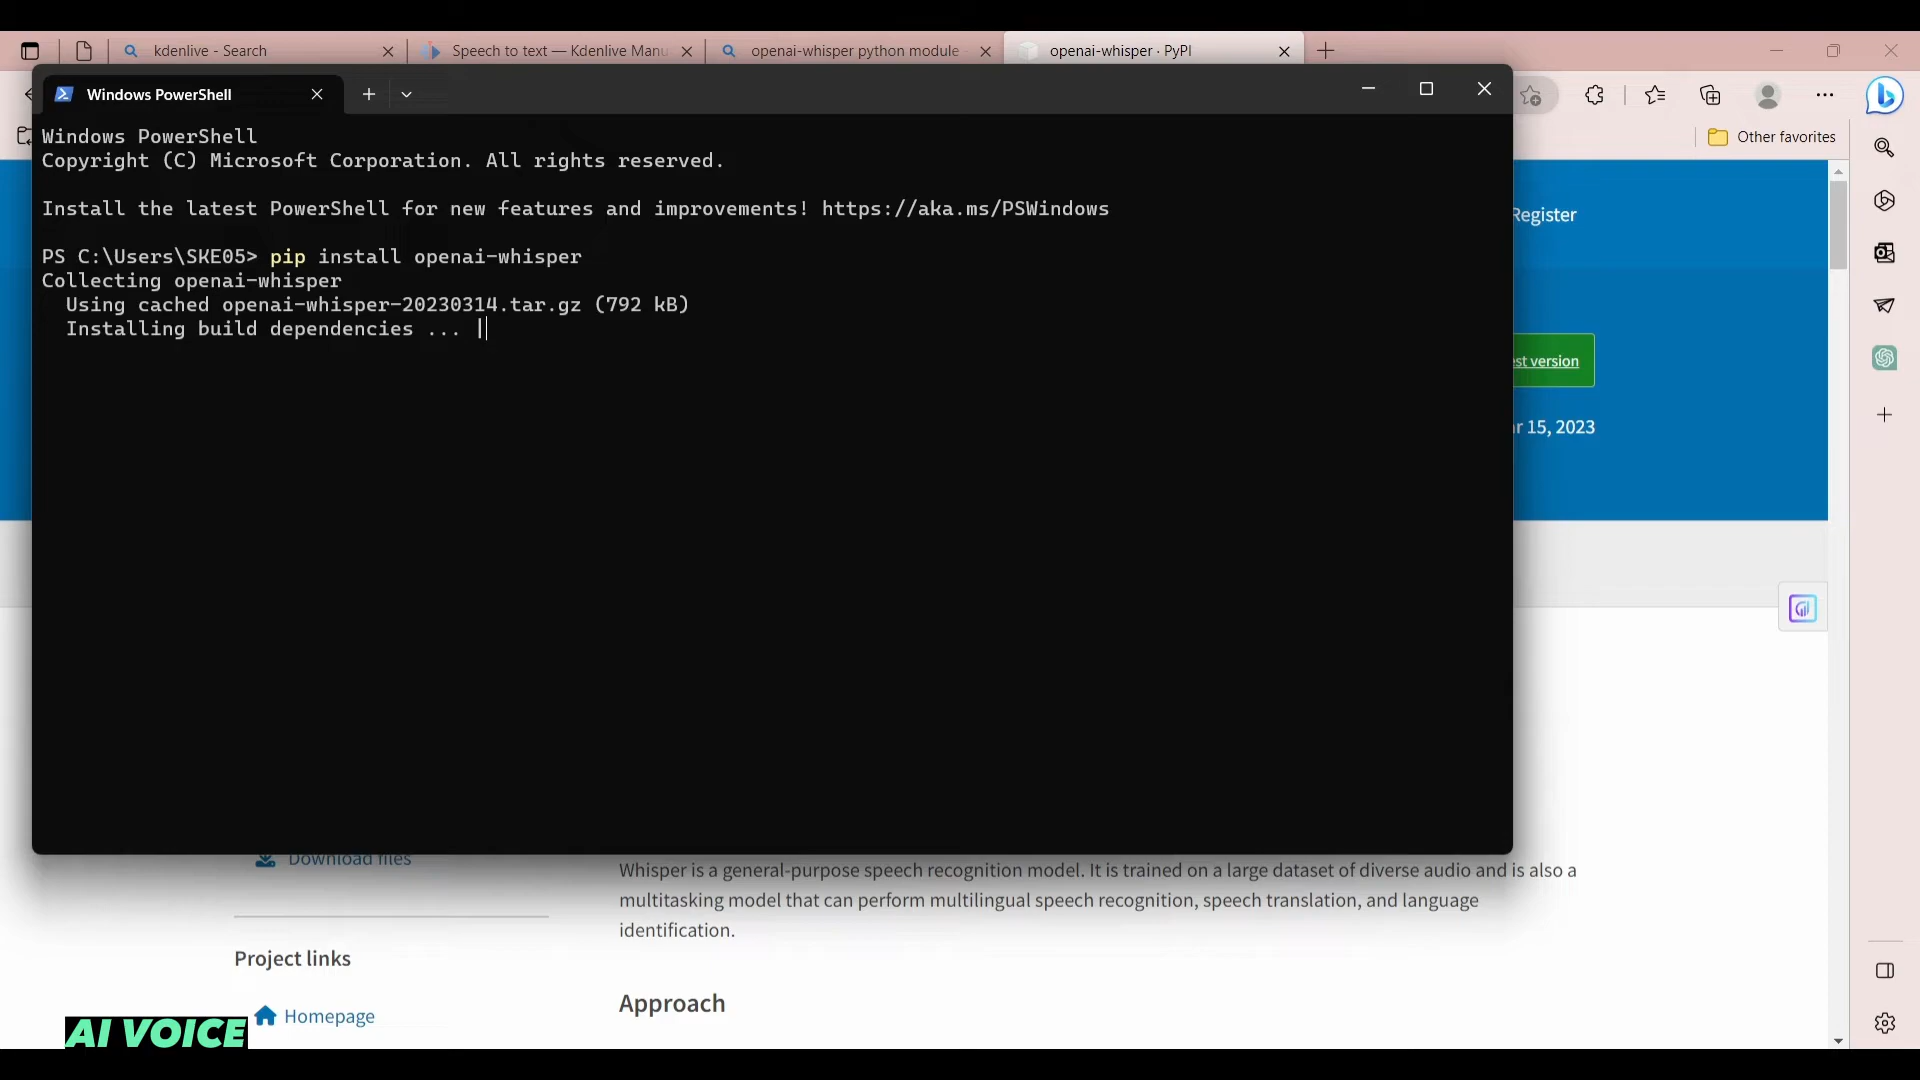 kdenlive - Search
Speech to text — Kdenlive Manu
openai-whisper python module -
openai-whisper · PyPI
Windows PowerShell
Other favorites
Windows PowerShell
Copyright (C) Microsoft Corporation. All rights reserved.
Install the latest PowerShell for new features and improvements! https://aka.ms/PSWindows
Register
PS C:\Users\SKE05> pip install openai-whisper
Collecting openai-whisper
Using cached openai-whisper-20230314.tar.gz (792 kB)
Installing build dependencies ... |
est version
ar 15, 2023
Download files
Whisper is a general-purpose speech recognition model. It is trained on a large dataset of diverse audio and is also a
multitasking model that can perform multilingual speech recognition, speech translation, and language
identification.
Project links
Approach
Homepage
AI VOICE